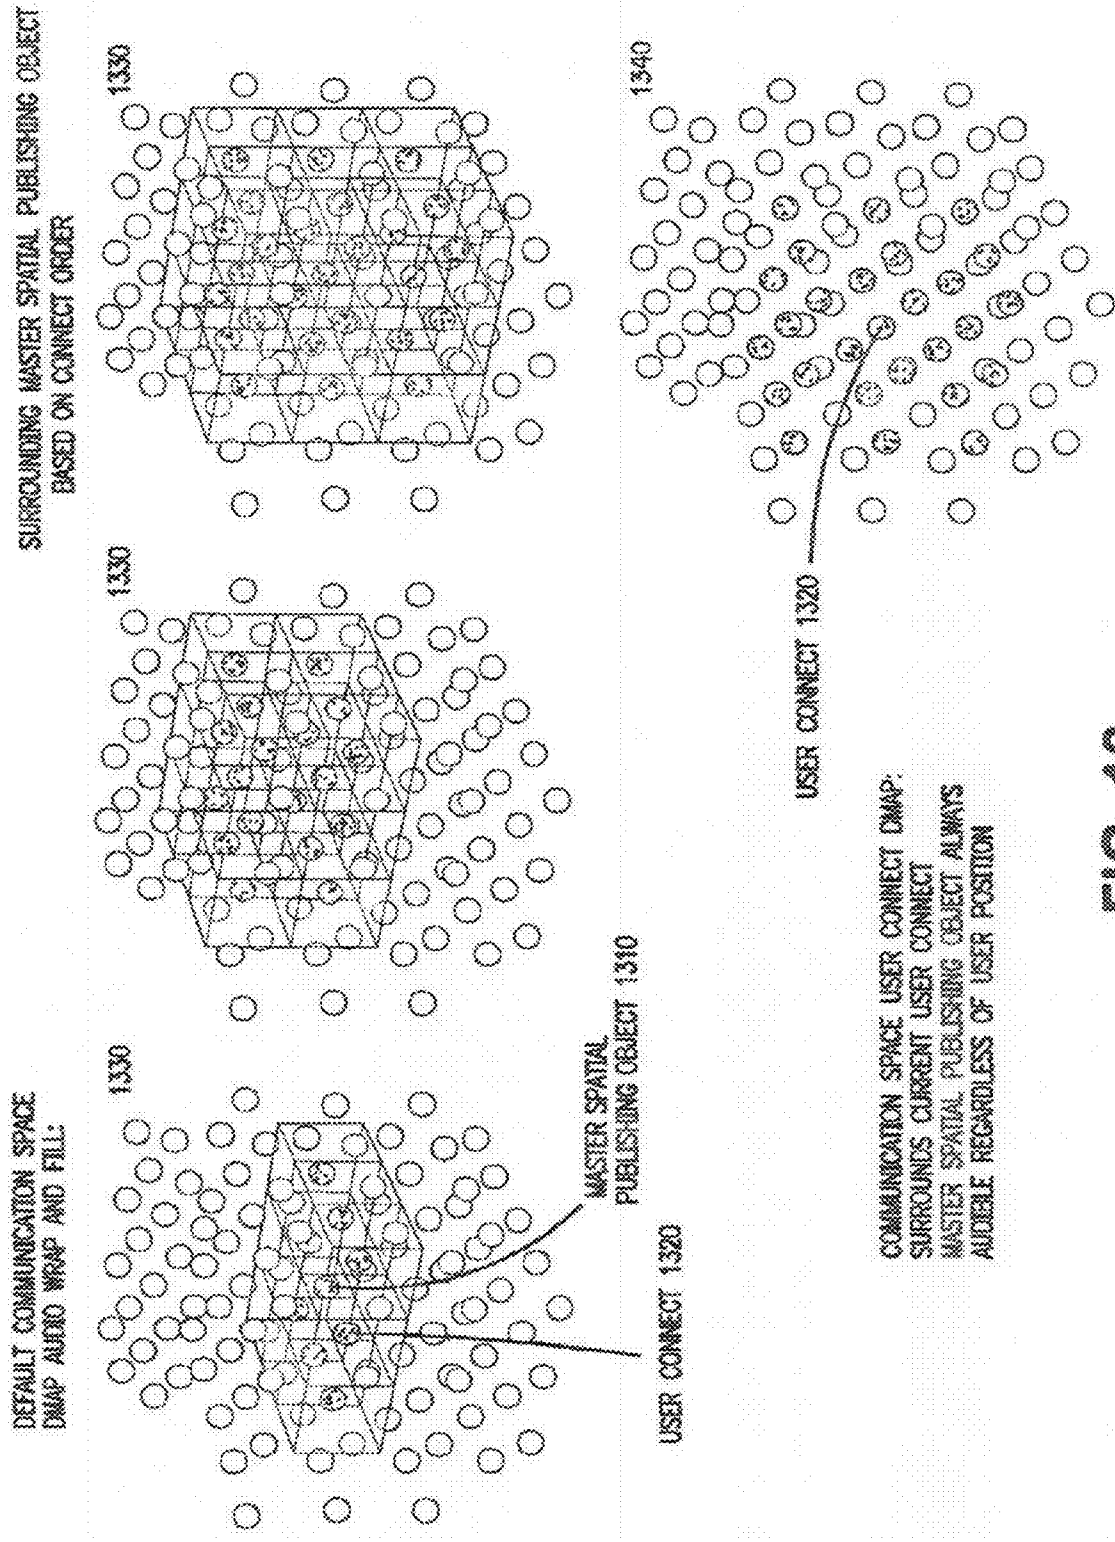 DEFAULT COMMUNICATION SPACE
DMAP AUDIO WRAP AND FILL:
SURROUNDING MASTER SPATIAL PUBLISHING OBJECT
BASED ON CONNECT ORDER
1330
1330
1330
MASTER SPATIAL
PUBLISHING OBJECT 1310
USER CONNECT 1320
1340
USER CONNECT 1320
COMMUNICATION SPACE USER CONNECT DMAP:
SURROUNDS CURRENT USER CONNECT
MASTER SPATIAL PUBLISHING OBJECT ALWAYS
AUDIBLE REGARDLESS OF USER POSITION